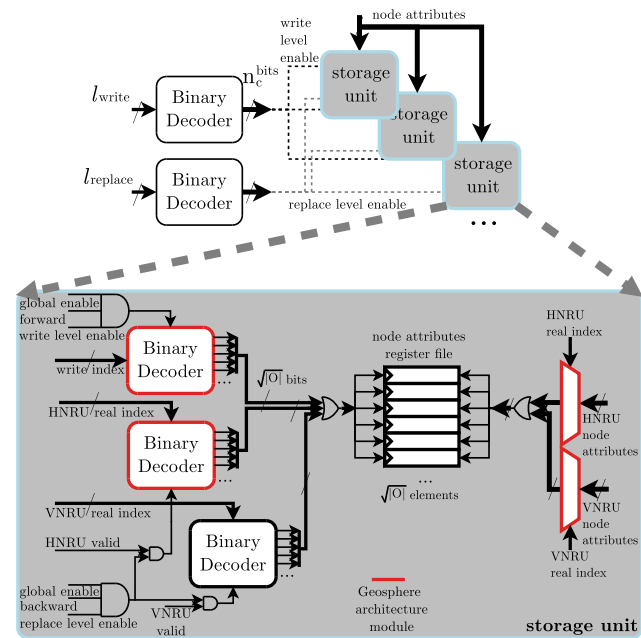 node attributes
write
level
enable
n_c^bits
l_write
Binary
Decoder
storage
unit
storage
unit
l_replace
Binary
Decoder
storage
unit
replace level enable
...
global enable
forward
write level enable
write index
Binary
Decoder
...
√|O| bits
HNRU real index
Binary
Decoder
...
VNRU real index
HNRU valid
Binary
Decoder
...
global enable
backward
replace level enable
VNRU
valid
node attributes
register file
...
√|O| elements
HNRU
real index
HNRU
node
attributes
VNRU
node
attributes
VNRU
real index
Geosphere
architecture
module
storage unit